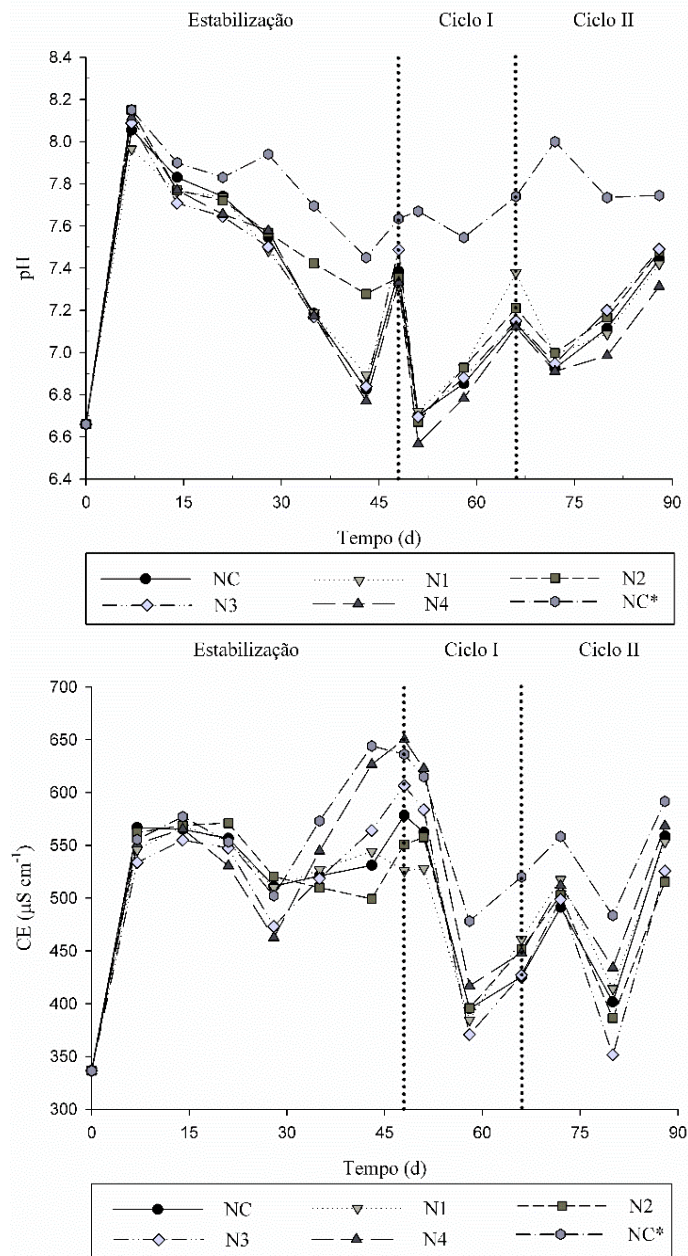 Estabilização Ciclo I Ciclo II
8.4
8.2
8.0
7.8
7.6
7.4
7.2
7.0
6.8
6.6
6.4
pH
0 15 30 45 60 75 90
Tempo (d)
NC N1 N2
N3 N4 NC*
Estabilização Ciclo I Ciclo II
700
650
600
550
500
450
400
350
300
CE (µS cm⁻¹)
0 15 30 45 60 75 90
Tempo (d)
NC N1 N2
N3 N4 NC*